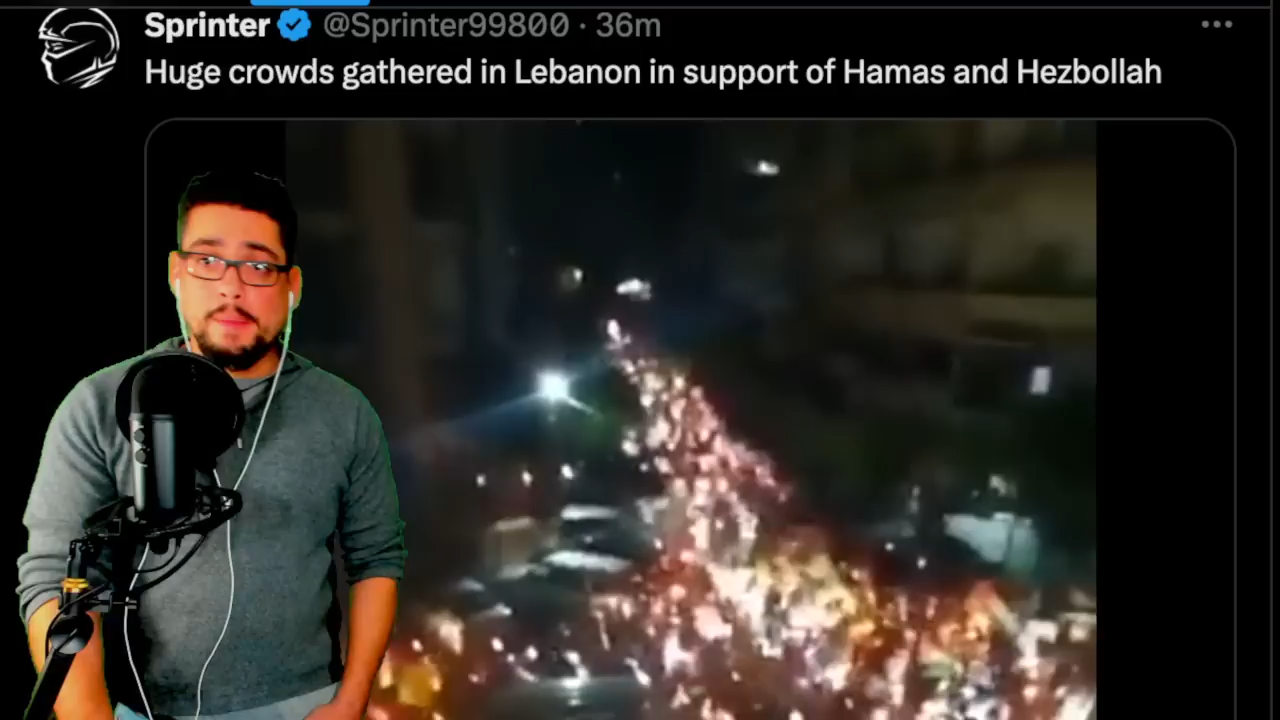 Sprinter @Sprinter99800 · 36m
Huge crowds gathered in Lebanon in support of Hamas and Hezbollah